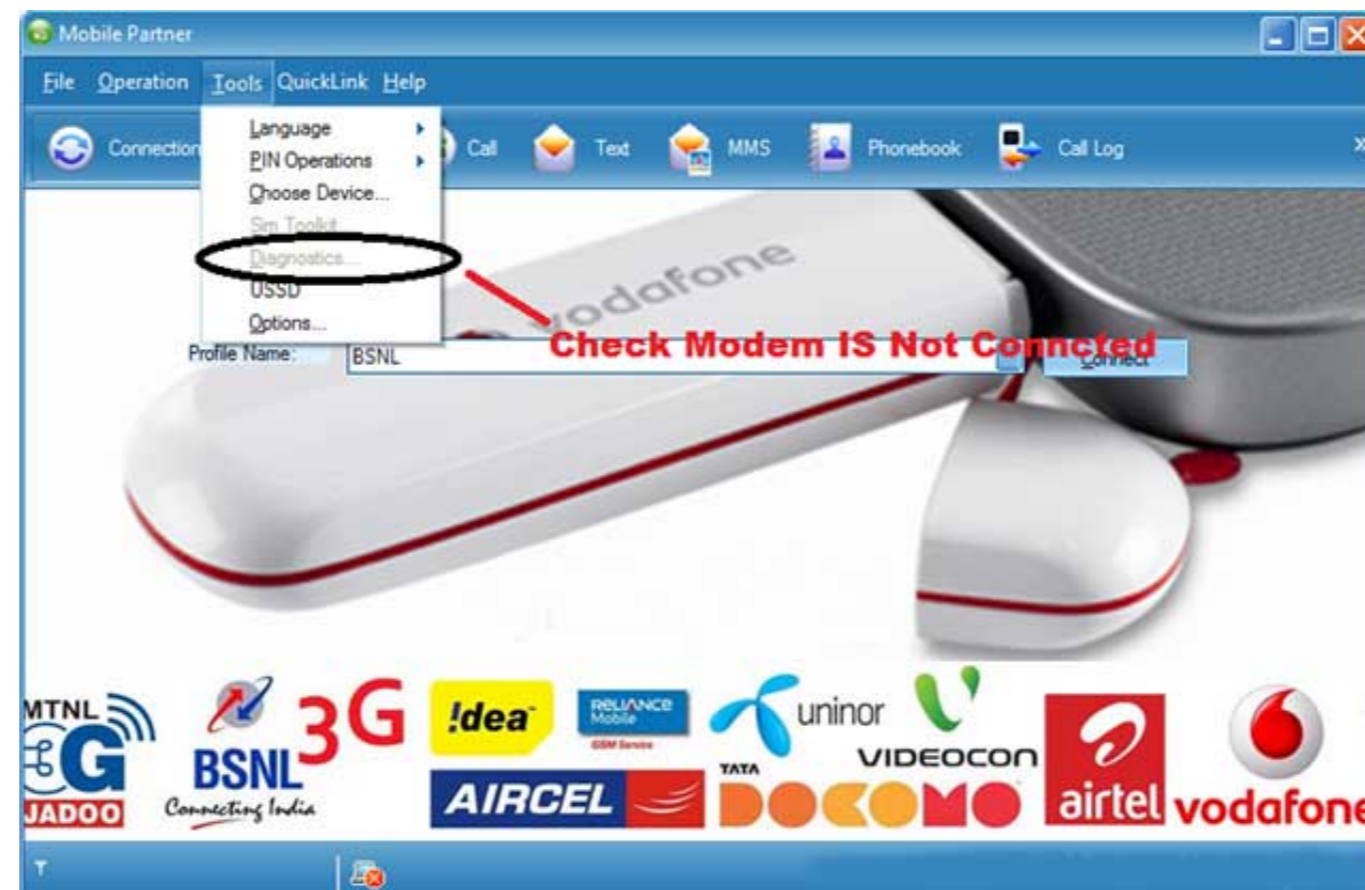 Mobile Partner
File Operation Tools QuickLink Help
Connection Call Text MMS Phonebook Call Log
Language
PIN Operations
Choose Device...
Sim Toolkit
Diagnostics...
USSD
Options...
vodafone
Check Modem IS Not Conncted
Profile Name: BSNL Connect
MTNL
3G
JADOO
BSNL
3G
Connecting India
!dea
RELIANCE
Mobile
GSM Service
AIRCEL
uninor
VIDEOCON
TATA
DOCOMO
airtel
vodafone